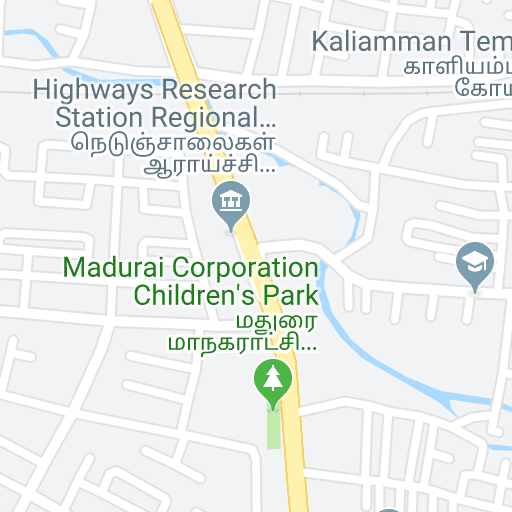 Kaliamman Tem
காளியம்ம
கோய
Highways Research
Station Regional...
நெடுஞ்சாலைகள்
ஆராய்ச்சி...
Madurai Corporation
Children's Park
மதுரை
மாநகராட்சி...